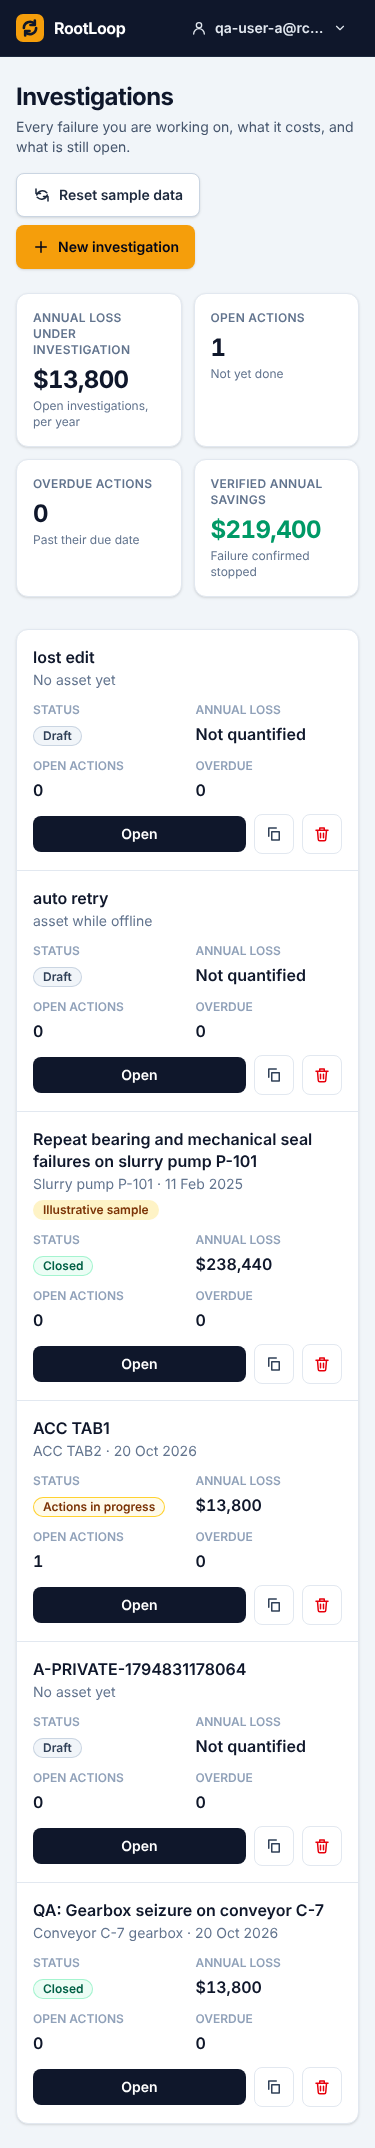 RootLoop
qa-user-a@rc...
Investigations
Every failure you are working on, what it costs, and
what is still open.
Reset sample data
New investigation
ANNUAL LOSS
UNDER
INVESTIGATION
$13,800
Open investigations,
per year
OPEN ACTIONS
1
Not yet done
OVERDUE ACTIONS
0
Past their due date
VERIFIED ANNUAL
SAVINGS
$219,400
Failure confirmed
stopped
lost edit
No asset yet
STATUS ANNUAL LOSS
Draft Not quantified
OPEN ACTIONS OVERDUE
0 0
Open
auto retry
asset while offline
STATUS ANNUAL LOSS
Draft Not quantified
OPEN ACTIONS OVERDUE
0 0
Open
Repeat bearing and mechanical seal
failures on slurry pump P-101
Slurry pump P-101 · 11 Feb 2025
Illustrative sample
STATUS ANNUAL LOSS
Closed $238,440
OPEN ACTIONS OVERDUE
0 0
Open
ACC TAB1
ACC TAB2 · 20 Oct 2026
STATUS ANNUAL LOSS
Actions in progress $13,800
OPEN ACTIONS OVERDUE
1 0
Open
A-PRIVATE-1794831178064
No asset yet
STATUS ANNUAL LOSS
Draft Not quantified
OPEN ACTIONS OVERDUE
0 0
Open
QA: Gearbox seizure on conveyor C-7
Conveyor C-7 gearbox · 20 Oct 2026
STATUS ANNUAL LOSS
Closed $13,800
OPEN ACTIONS OVERDUE
0 0
Open